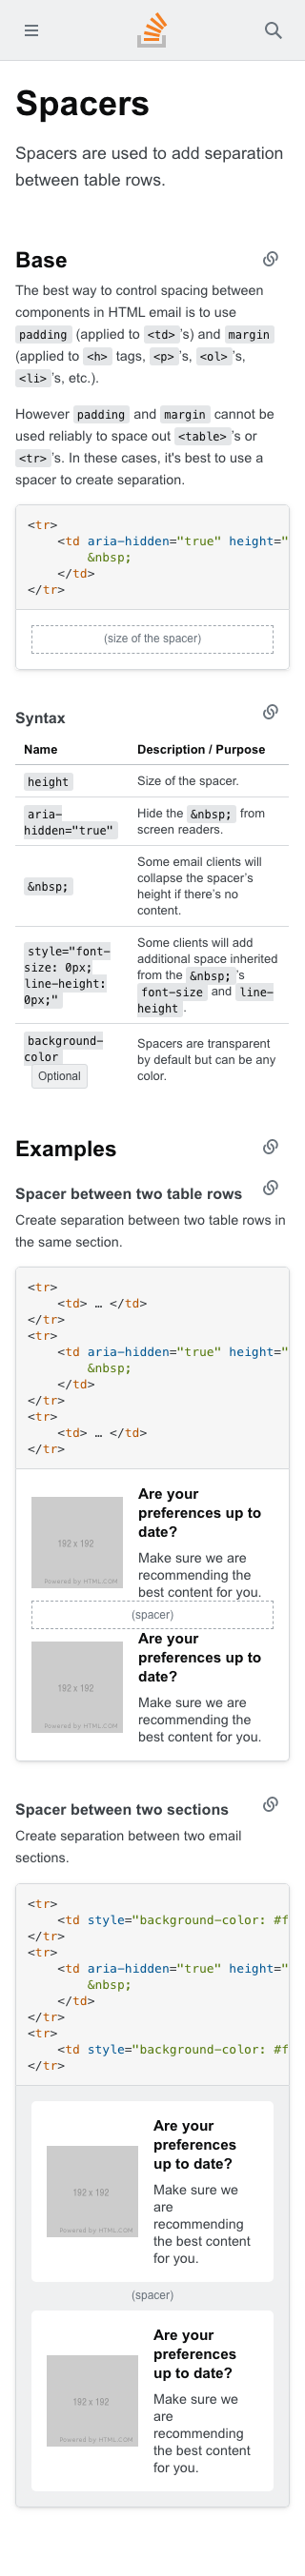 Spacers
Spacers are used to add separation
between table rows.
Base
The best way to control spacing between
components in HTML email is to use
padding (applied to <td>'s) and margin
(applied to <h> tags, <p>'s, <ol>'s,
<li>'s, etc.).
However padding and margin cannot be
used reliably to space out <table>'s or
<tr>'s. In these cases, it's best to use a
spacer to create separation.
<tr>
<td aria-hidden="true" height="
&nbsp;
</td>
</tr>
(size of the spacer)
Syntax
Name Description / Purpose
height Size of the spacer.
aria-
hidden="true"
Hide the &nbsp; from
screen readers.
&nbsp;
Some email clients will
collapse the spacer's
height if there's no
content.
style="font-
size: 0px;
line-height:
0px;"
Some clients will add
additional space inherited
from the &nbsp;'s
font-size and line-
height.
background-
color
Optional
Spacers are transparent
by default but can be any
color.
Examples
Spacer between two table rows
Create separation between two table rows in
the same section.
<tr>
<td> … </td>
</tr>
<tr>
<td aria-hidden="true" height="
&nbsp;
</td>
</tr>
<tr>
<td> … </td>
</tr>
192 x 192
Powered by HTML.COM
Are your
preferences up to
date?
Make sure we are
recommending the
best content for you.
(spacer)
192 x 192
Powered by HTML.COM
Are your
preferences up to
date?
Make sure we are
recommending the
best content for you.
Spacer between two sections
Create separation between two email
sections.
<tr>
<td style="background-color: #f
</tr>
<tr>
<td aria-hidden="true" height="
&nbsp;
</td>
</tr>
<tr>
<td style="background-color: #f
</tr>
192 x 192
Powered by HTML.COM
Are your
preferences
up to date?
Make sure we
are
recommending
the best content
for you.
(spacer)
192 x 192
Powered by HTML.COM
Are your
preferences
up to date?
Make sure we
are
recommending
the best content
for you.